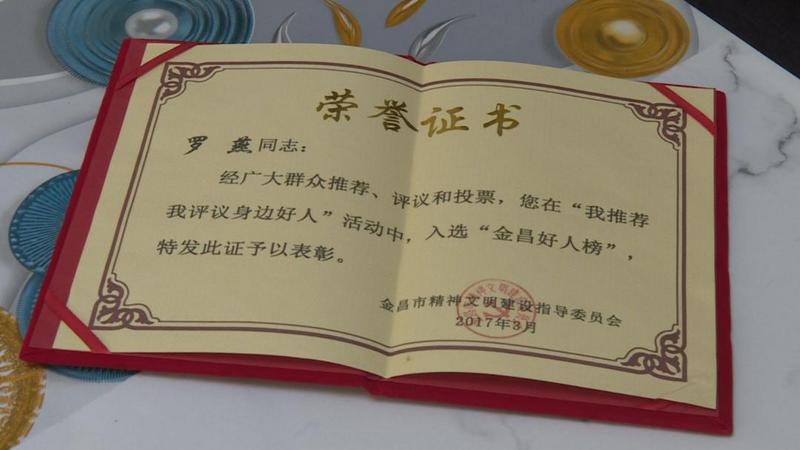 荣誉证书
罗燕同志：
经广大群众推荐、评议和投票，您在“我推荐
我评议身边好人”活动中，入选“金昌好人榜”，
特发此证予以表彰。
金昌市精神文明建设指导委员会
2017年3月